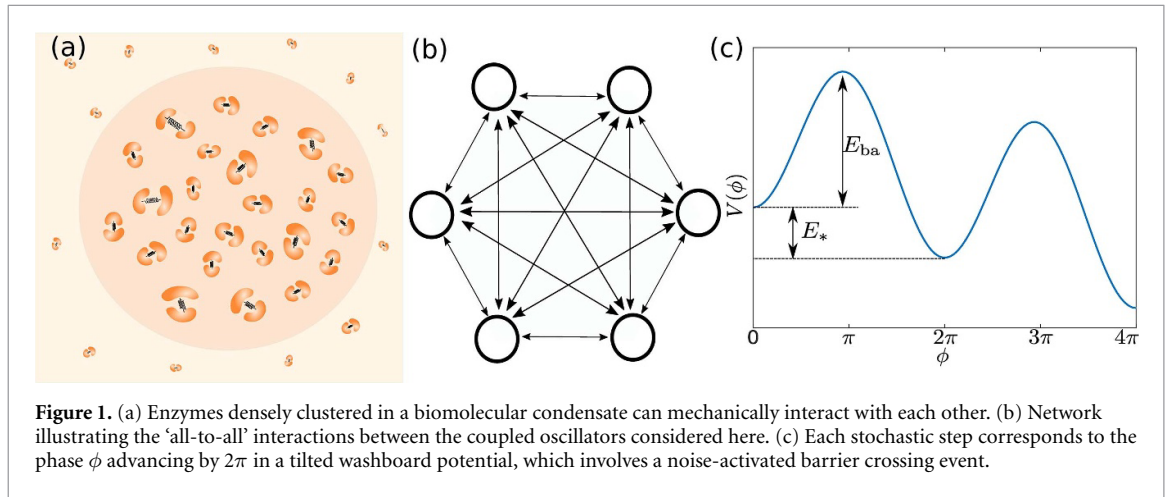 (a)
(b)
(c)
V(ϕ)
E_ba
E_*
0
π
2π
3π
4π
ϕ
Figure 1. (a) Enzymes densely clustered in a biomolecular condensate can mechanically interact with each other. (b) Network
illustrating the ‘all-to-all’ interactions between the coupled oscillators considered here. (c) Each stochastic step corresponds to the
phase ϕ advancing by 2π in a tilted washboard potential, which involves a noise-activated barrier crossing event.